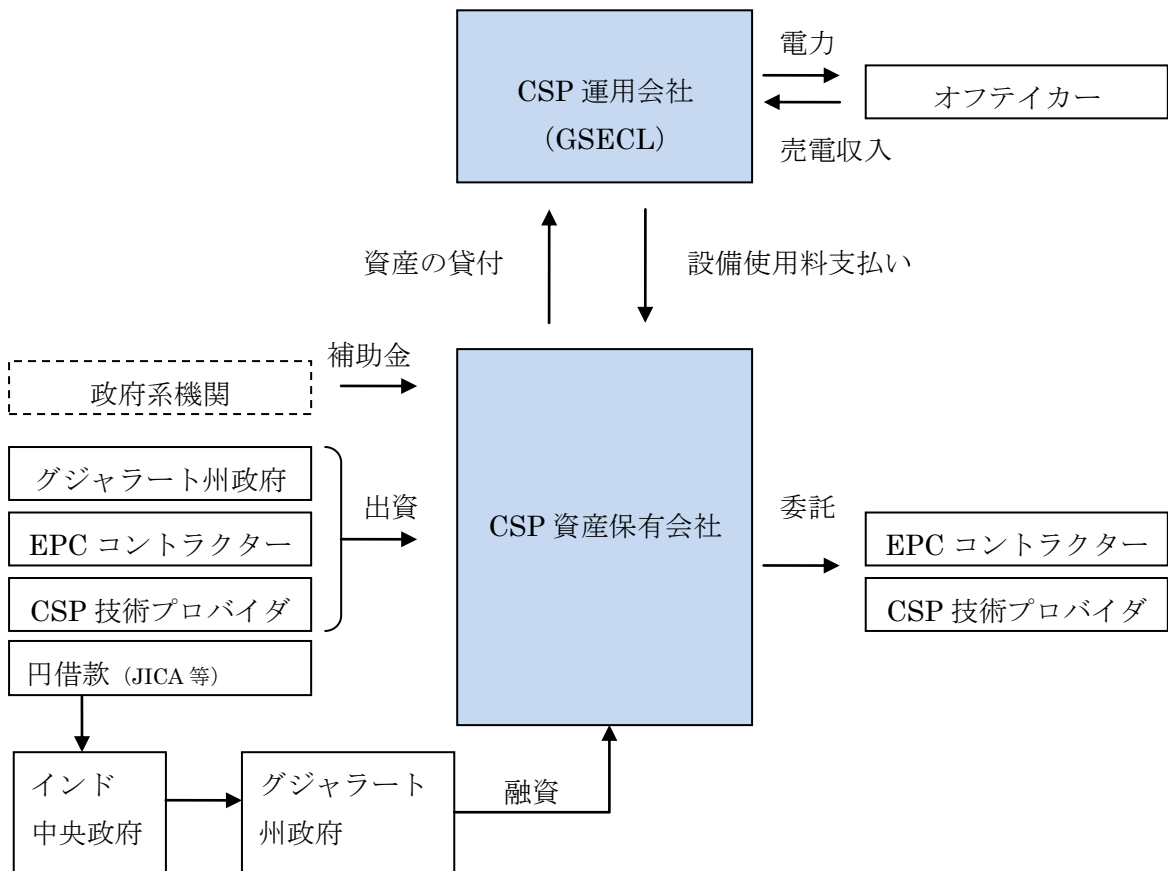 電力
CSP 運用会社
（GSECL）
オフテイカー
売電収入
資産の貸付
設備使用料支払い
補助金
政府系機関
グジャラート州政府
出資
EPC コントラクター
CSP 技術プロバイダ
CSP 資産保有会社
委託
EPC コントラクター
CSP 技術プロバイダ
円借款（JICA 等）
インド
中央政府
グジャラート
州政府
融資